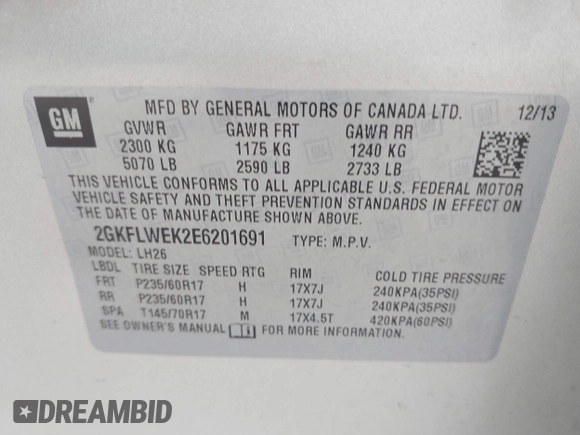 GM
MFD BY GENERAL MOTORS OF CANADA LTD. 12/13
GVWR GAWR FRT GAWR RR
2300 KG 1175 KG 1240 KG
5070 LB 2590 LB 2733 LB
THIS VEHICLE CONFORMS TO ALL APPLICABLE U.S. FEDERAL MOTOR
VEHICLE SAFETY AND THEFT PREVENTION STANDARDS IN EFFECT ON
THE DATE OF MANUFACTURE SHOWN ABOVE.
2GKFLWEK2E6201691 TYPE: M.P.V.
MODEL: LH26
LBDL TIRE SIZE SPEED RTG RIM COLD TIRE PRESSURE
FRT P235/60R17 H 17X7J 240KPA(35PSI)
RR P235/60R17 H 17X7J 240KPA(35PSI)
SPA T145/70R17 M 17X4.5T 420KPA(60PSI)
SEE OWNER'S MANUAL FOR MORE INFORMATION.
DREAMBID